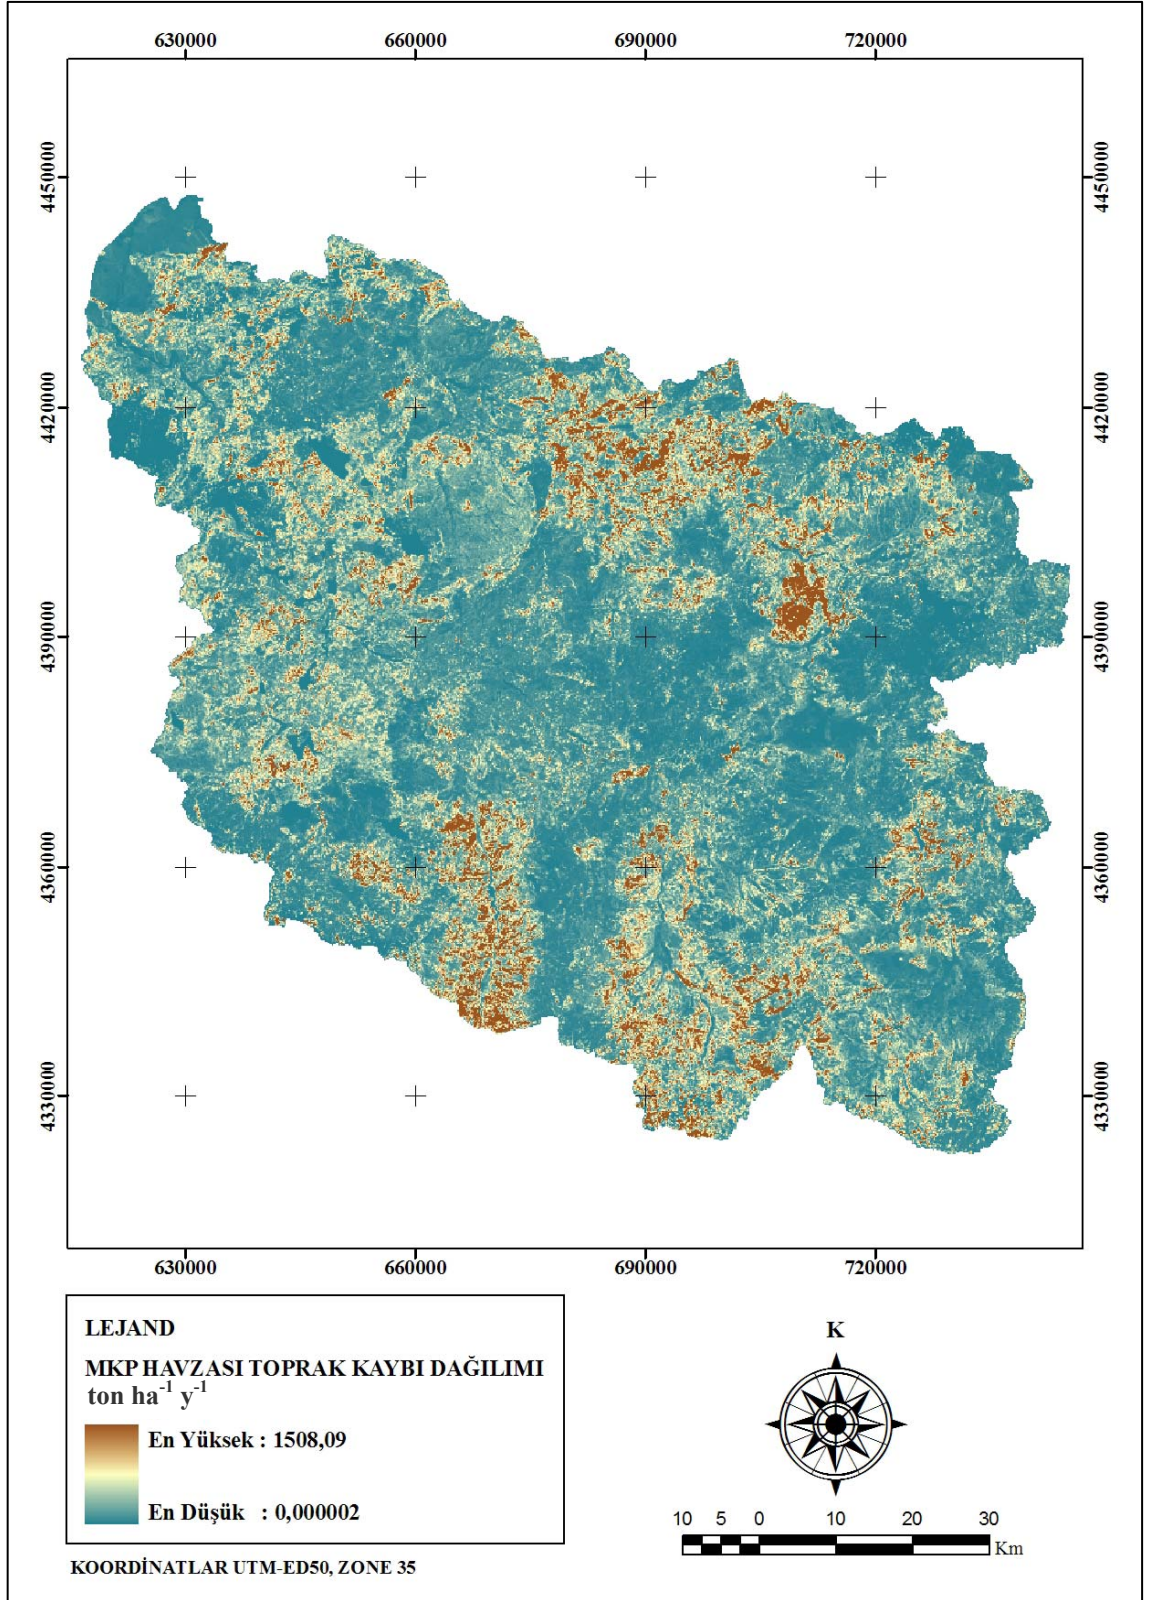 630000 660000 690000 720000
4450000 4450000
4420000 4420000
4390000 4390000
4360000 4360000
4330000 4330000
630000 660000 690000 720000
LEJAND
MKP HAVZASI TOPRAK KAYBI DAĞILIMI
ton ha⁻¹ y⁻¹
En Yüksek : 1508,09
En Düşük : 0,000002
K
10 5 0 10 20 30
Km
KOORDİNATLAR UTM-ED50, ZONE 35